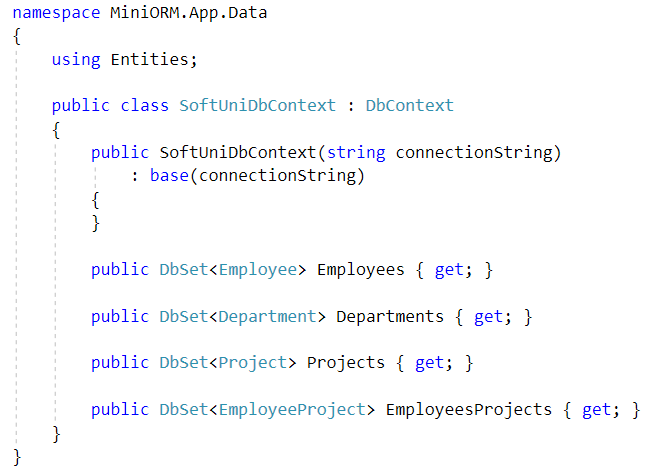 namespace MiniORM.App.Data
{
using Entities;
public class SoftUniDbContext : DbContext
{
public SoftUniDbContext(string connectionString)
: base(connectionString)
{
}
public DbSet<Employee> Employees { get; }
public DbSet<Department> Departments { get; }
public DbSet<Project> Projects { get; }
public DbSet<EmployeeProject> EmployeesProjects { get; }
}
}